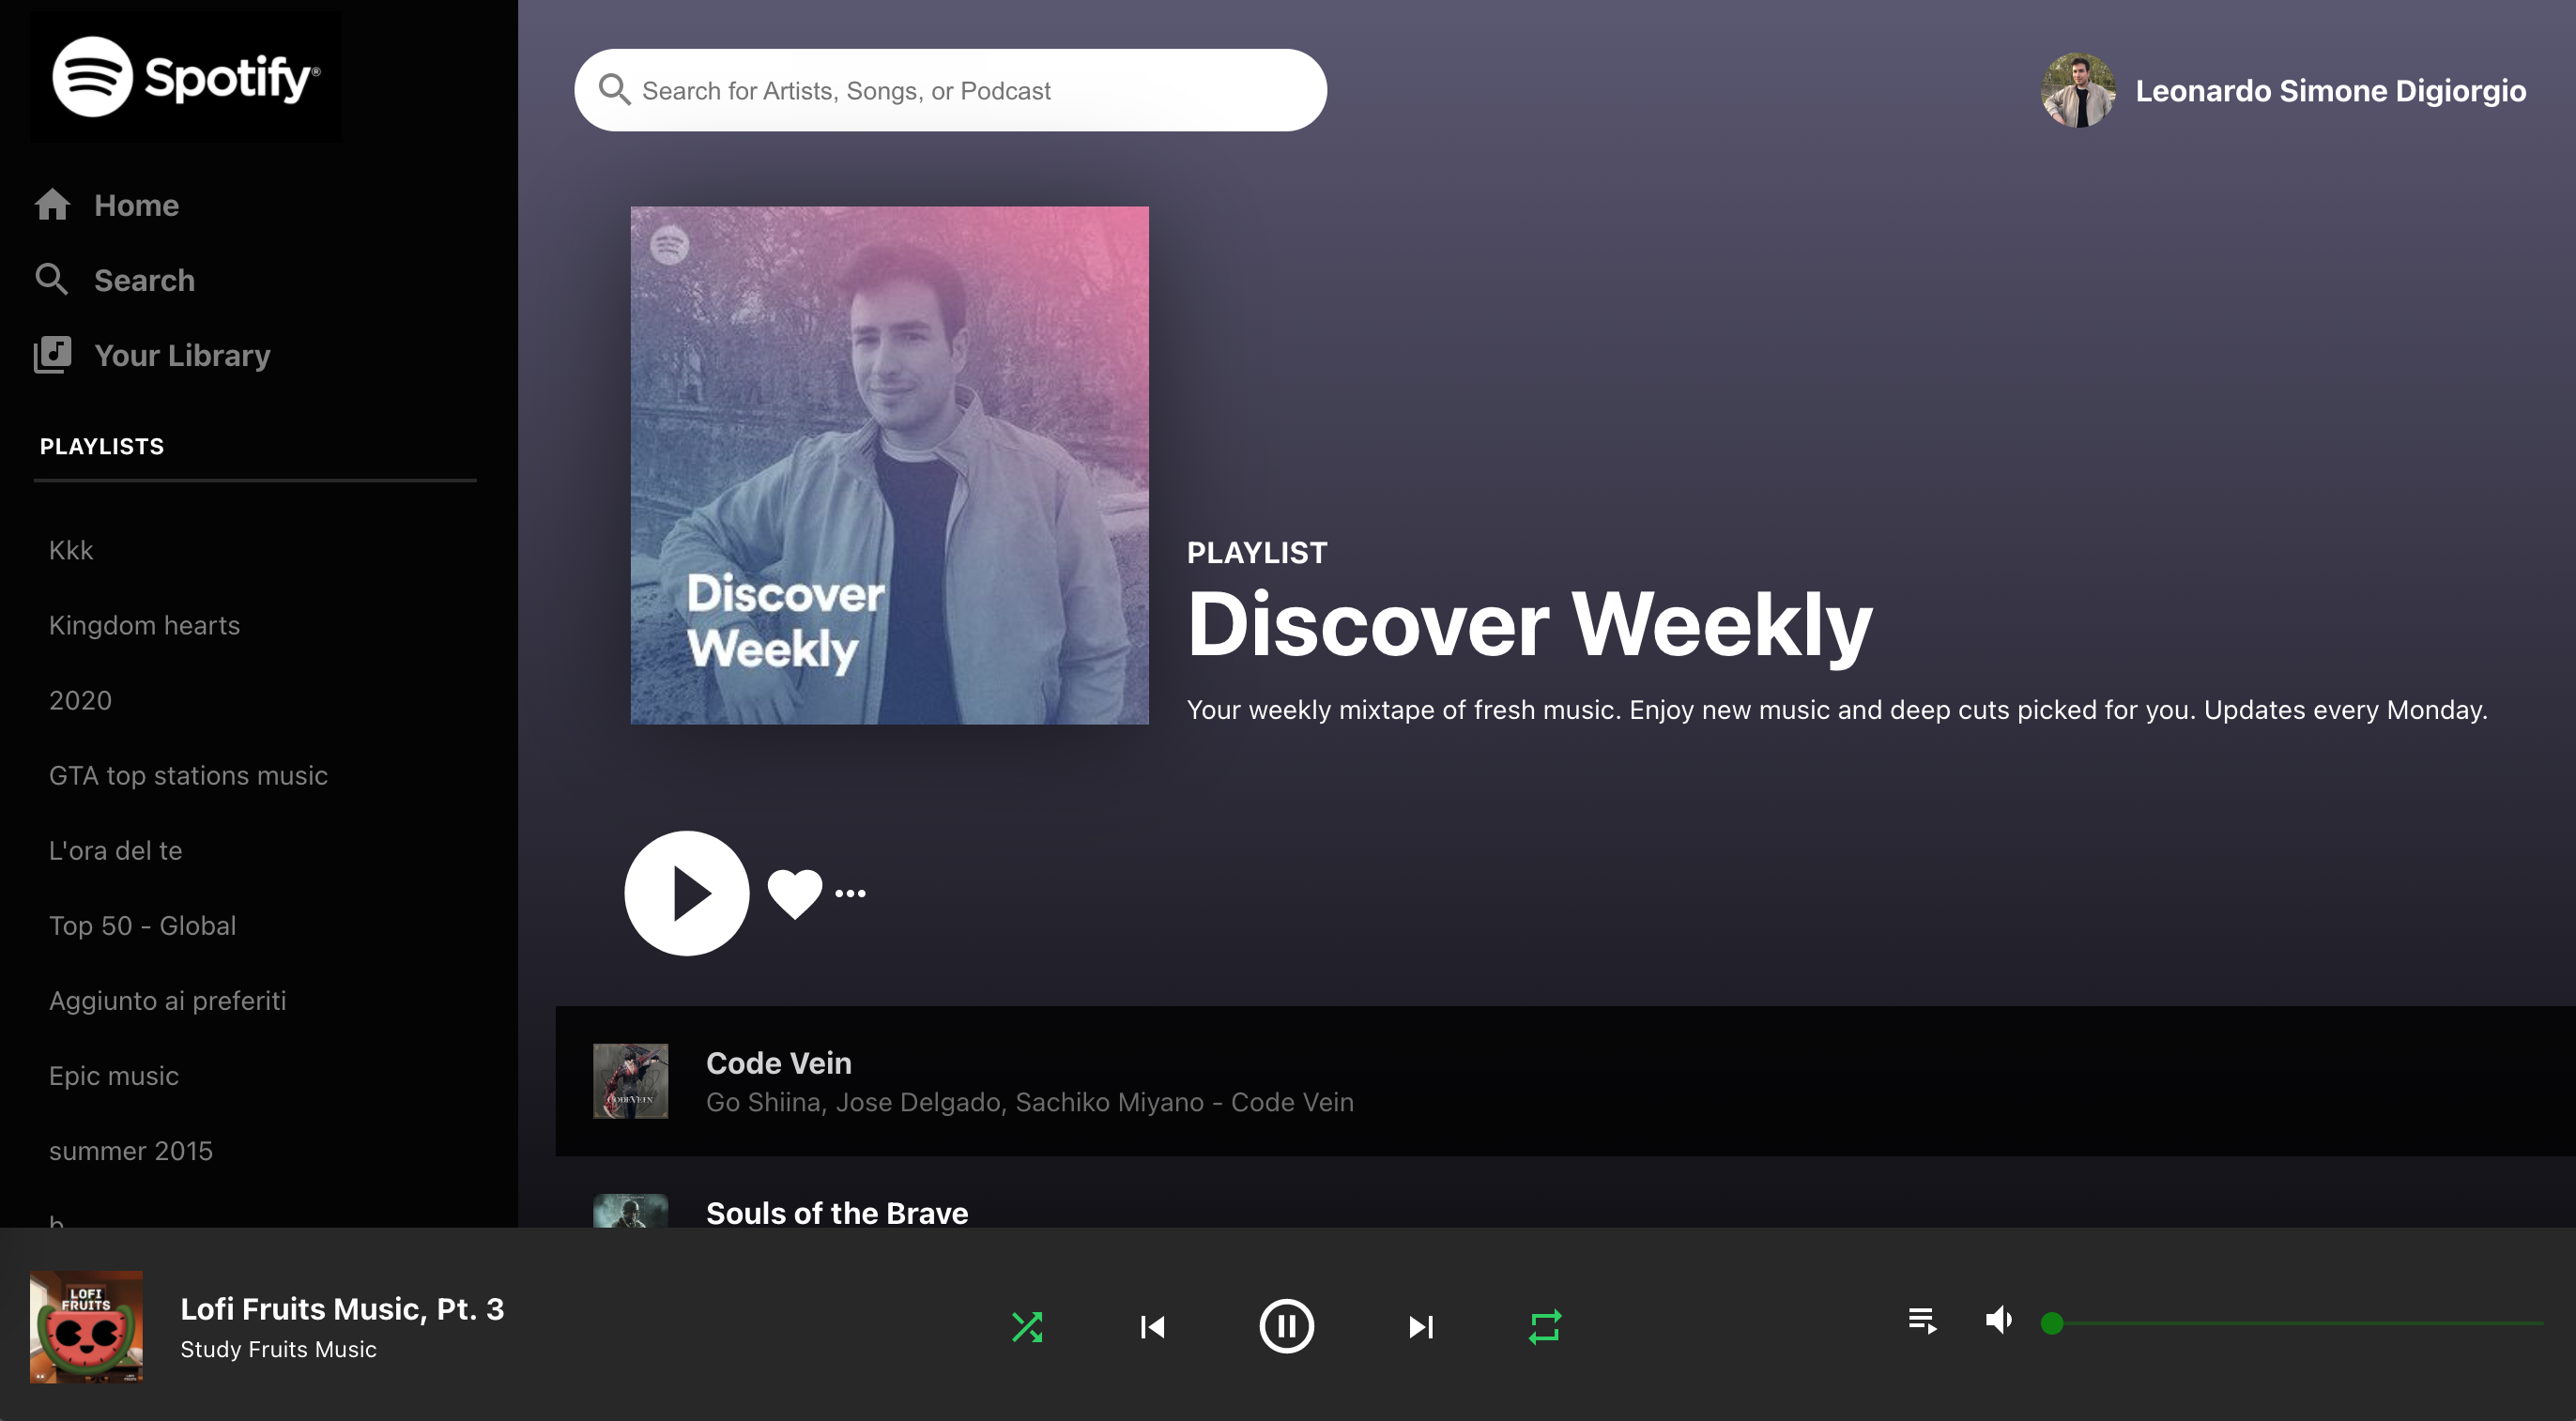 Spotify®
Home
Search
Your Library
PLAYLISTS
Kkk
Kingdom hearts
2020
GTA top stations music
L'ora del te
Top 50 - Global
Aggiunto ai preferiti
Epic music
summer 2015
Search for Artists, Songs, or Podcast
Leonardo Simone Digiorgio
Discover
Weekly
PLAYLIST
Discover Weekly
Your weekly mixtape of fresh music. Enjoy new music and deep cuts picked for you. Updates every Monday.
CODE VEIN
Code Vein
Go Shiina, Jose Delgado, Sachiko Miyano - Code Vein
Souls of the Brave
LOFI
FRUITS
Lofi Fruits Music, Pt. 3
Study Fruits Music